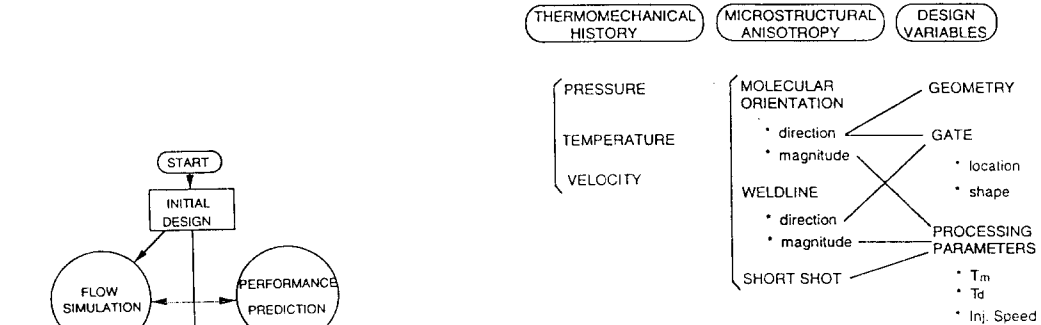 START
INITIAL
DESIGN
FLOW
SIMULATION
PERFORMANCE
PREDICTION
THERMOMECHANICAL
HISTORY
PRESSURE
TEMPERATURE
VELOCITY
MICROSTRUCTURAL
ANISOTROPY
MOLECULAR
ORIENTATION
• direction
• magnitude
WELDLINE
• direction
• magnitude
SHORT SHOT
DESIGN
VARIABLES
GEOMETRY
GATE
• location
• shape
PROCESSING
PARAMETERS
• Tm
• Td
• Inj. Speed